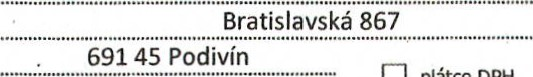 Bratislavská 867
691 45 Podivín
plátce DPH